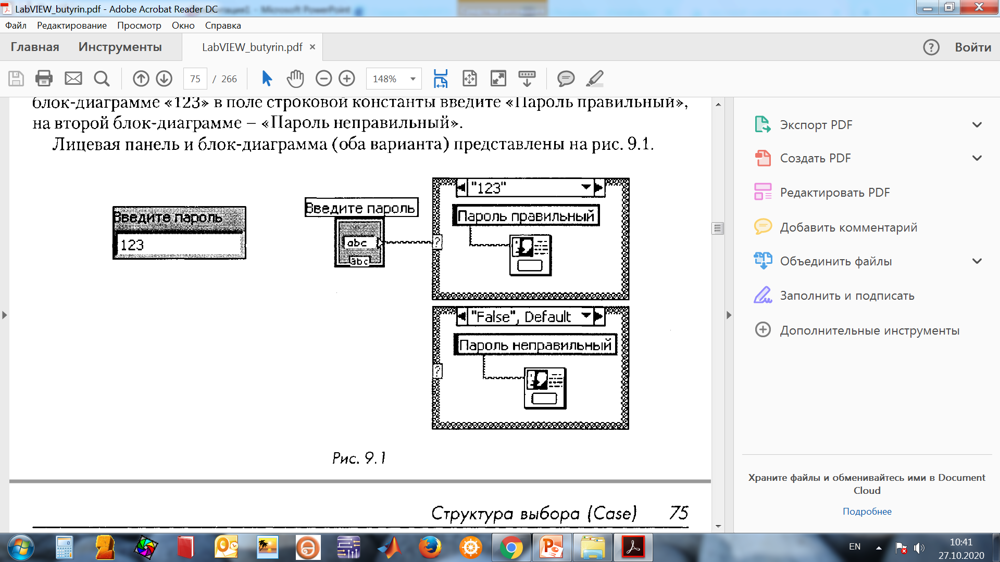 LabVIEW_butyrin.pdf - Adobe Acrobat Reader DC
Microsoft PowerPoint
Файл Редактирование Просмотр Окно Справка
Главная Инструменты LabVIEW_butyrin.pdf × ? Войти
75 / 266 148%
блок-диаграмме «123» в поле строковой константы введите «Пароль правильный»,
на второй блок-диаграмме – «Пароль неправильный».
Лицевая панель и блок-диаграмма (оба варианта) представлены на рис. 9.1.
Введите пароль
123
Введите пароль
abc
abc
"123"
Пароль правильный
?
"False", Default
Пароль неправильный
?
Рис. 9.1
Структура выбора (Case) 75
Экспорт PDF
Создать PDF
Редактировать PDF
Добавить комментарий
Объединить файлы
Заполнить и подписать
Дополнительные инструменты
Храните файлы и обменивайтесь ими в Document
Cloud
Подробнее
EN
10:41
27.10.2020